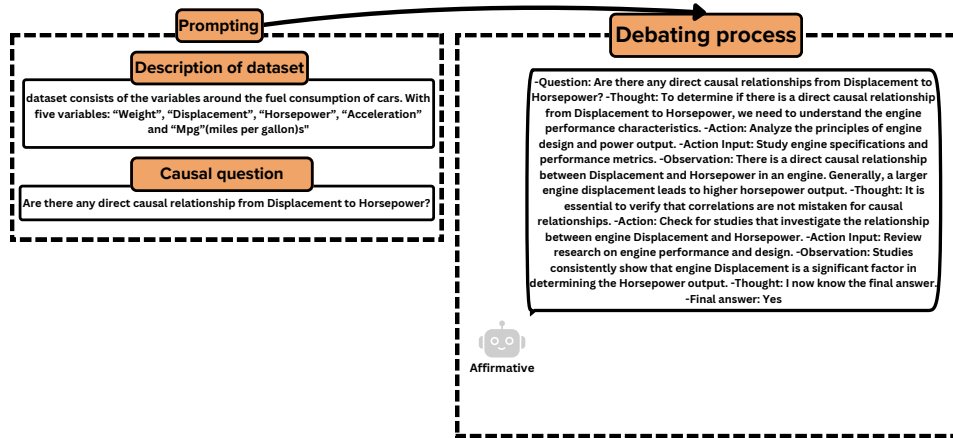 Prompting
Description of dataset
dataset consists of the variables around the fuel consumption of cars. With
five variables: “Weight”, “Displacement”, “Horsepower”, “Acceleration”
and “Mpg”(miles per gallon)s"
Causal question
Are there any direct causal relationship from Displacement to Horsepower?
Debating process
-Question: Are there any direct causal relationships from Displacement to
Horsepower? -Thought: To determine if there is a direct causal relationship
from Displacement to Horsepower, we need to understand the engine
performance characteristics. -Action: Analyze the principles of engine
design and power output. -Action Input: Study engine specifications and
performance metrics. -Observation: There is a direct causal relationship
between Displacement and Horsepower in an engine. Generally, a larger
engine displacement leads to higher horsepower output. -Thought: It is
essential to verify that correlations are not mistaken for causal
relationships. -Action: Check for studies that investigate the relationship
between engine Displacement and Horsepower. -Action Input: Review
research on engine performance and design. -Observation: Studies
consistently show that engine Displacement is a significant factor in
determining the Horsepower output. -Thought: I now know the final answer.
-Final answer: Yes
Affirmative